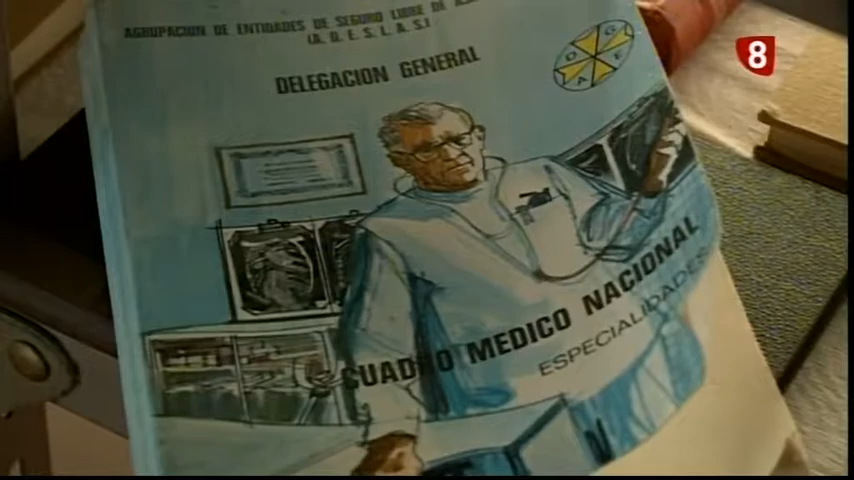 AGRUPACION DE ENTIDADES DE SEGURO LIBRE DE
(A. D. E. S. L. A. S.)
DELEGACION GENERAL
8
CUADRO MEDICO NACIONAL
ESPECIALIDADES